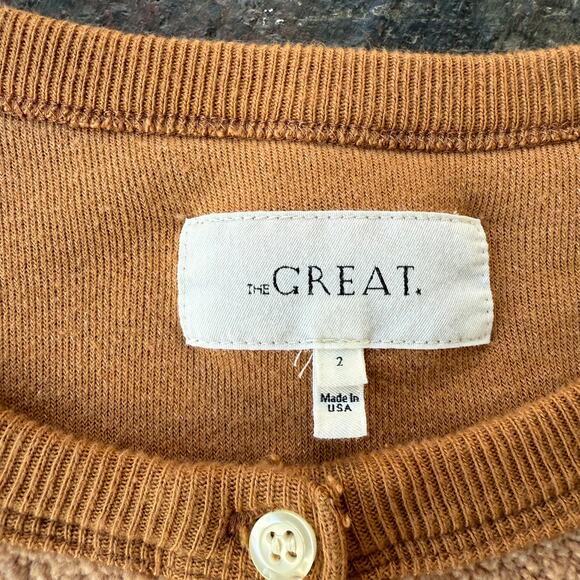 THE GREAT.
2
Made In
USA